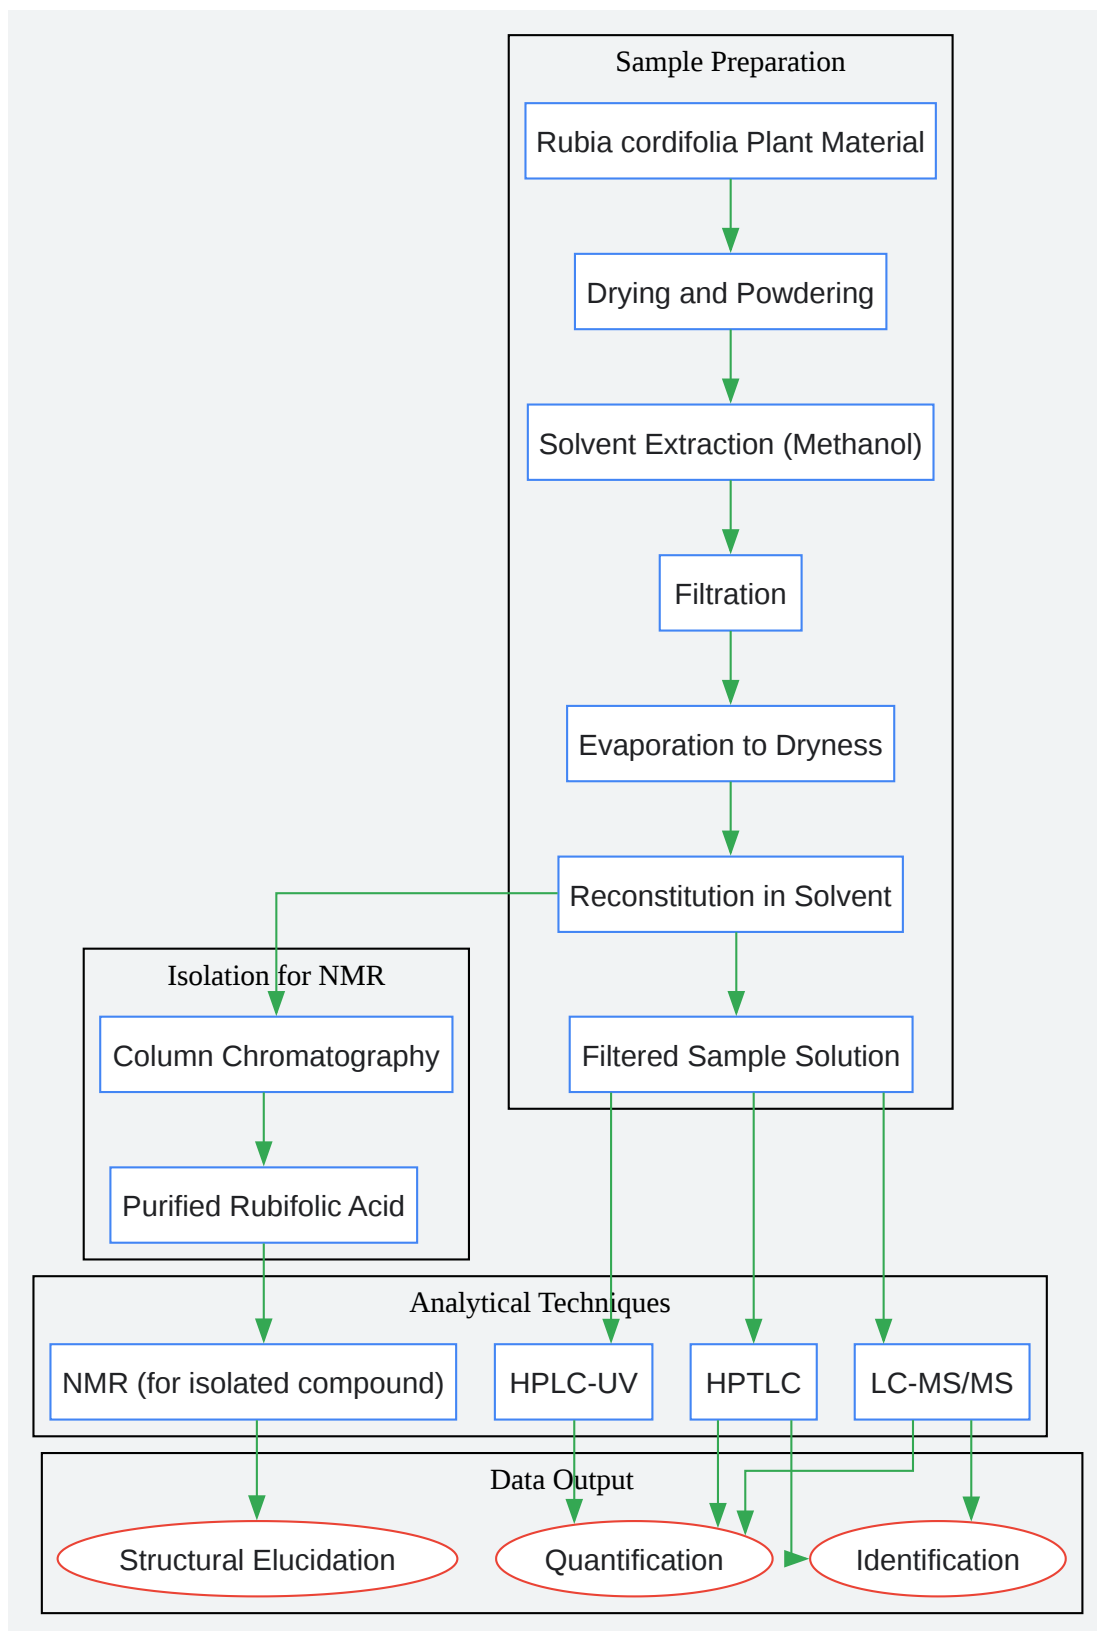 Sample Preparation
Rubia cordifolia Plant Material
Drying and Powdering
Solvent Extraction (Methanol)
Filtration
Evaporation to Dryness
Reconstitution in Solvent
Isolation for NMR
Column Chromatography
Filtered Sample Solution
Purified Rubifolic Acid
Analytical Techniques
NMR (for isolated compound)
HPLC-UV
HPTLC
LC-MS/MS
Data Output
Structural Elucidation
Quantification
Identification